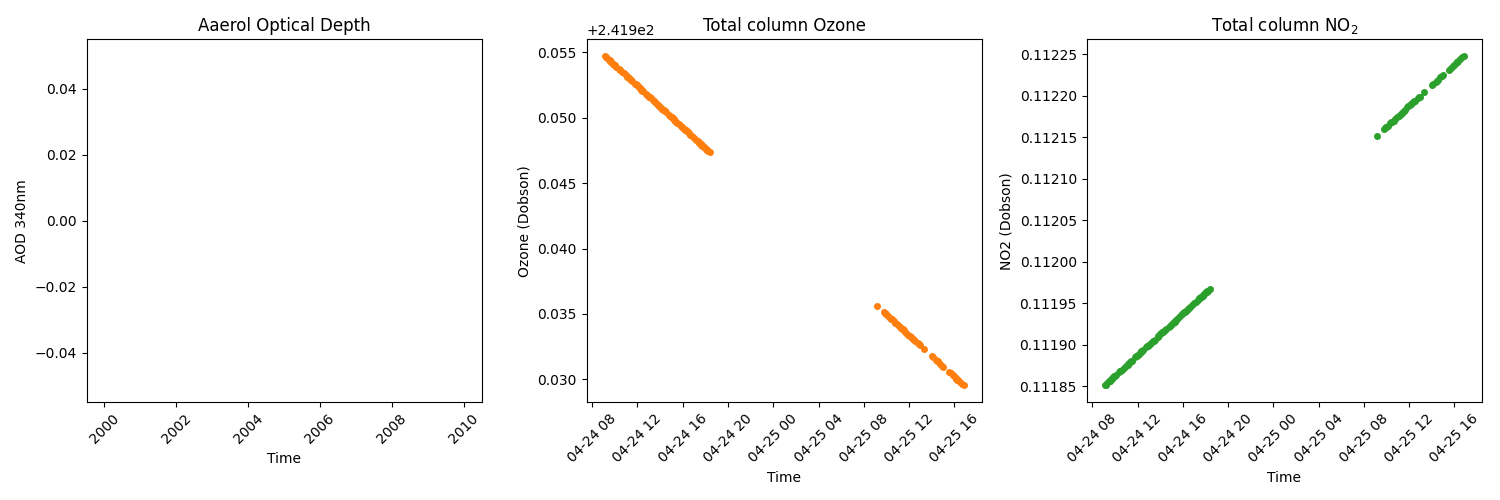 Aaerol Optical Depth
AOD 340nm
0.04
0.02
0.00
−0.02
−0.04
2000 2002 2004 2006 2008 2010
Time
Total column Ozone
+2.419e2
Ozone (Dobson)
0.055
0.050
0.045
0.040
0.035
0.030
04-24 08 04-24 12 04-24 16 04-24 20 04-25 00 04-25 04 04-25 08 04-25 12 04-25 16
Time
Total column NO₂
NO2 (Dobson)
0.11225
0.11220
0.11215
0.11210
0.11205
0.11200
0.11195
0.11190
0.11185
04-24 08 04-24 12 04-24 16 04-24 20 04-25 00 04-25 04 04-25 08 04-25 12 04-25 16
Time